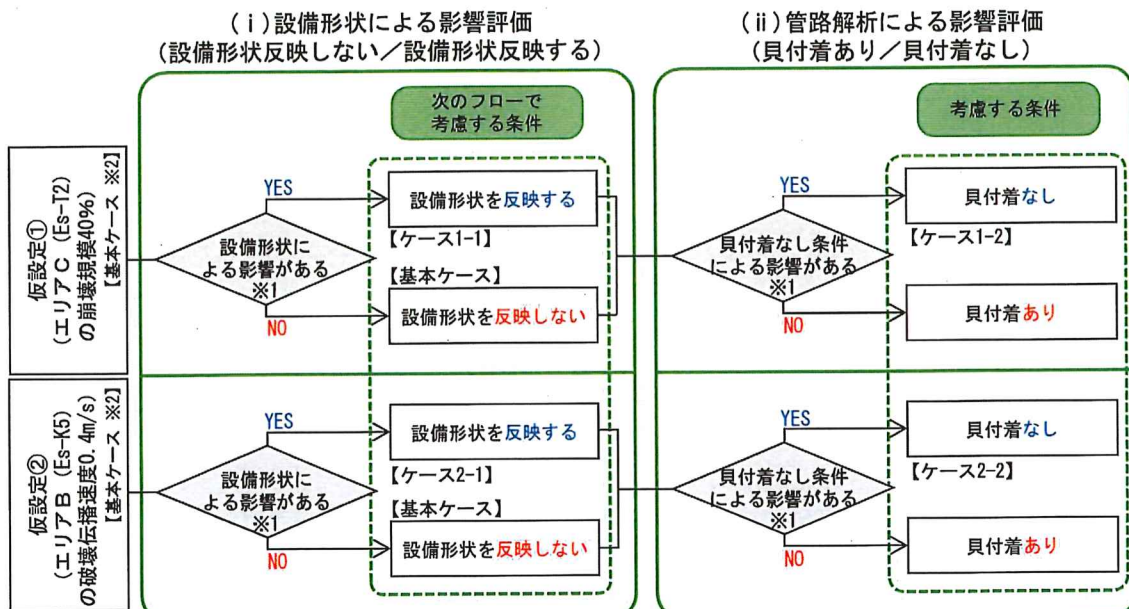 (ⅰ)設備形状による影響評価
(設備形状反映しない／設備形状反映する)
(ⅱ)管路解析による影響評価
(貝付着あり／貝付着なし)
次のフローで
考慮する条件
考慮する条件
仮設定①
(エリアC(Es-T2)
の崩壊規模40%)
【基本ケース ※2】
設備形状に
よる影響がある
※1
YES
設備形状を反映する
【ケース1-1】
【基本ケース】
NO
設備形状を反映しない
貝付着なし条件
による影響がある
※1
YES
貝付着なし
【ケース1-2】
NO
貝付着あり
仮設定②
(エリアB(Es-K5)
の破壊伝播速度0.4m/s)
【基本ケース ※2】
設備形状に
よる影響がある
※1
YES
設備形状を反映する
【ケース2-1】
【基本ケース】
NO
設備形状を反映しない
貝付着なし条件
による影響がある
※1
YES
貝付着なし
【ケース2-2】
NO
貝付着あり